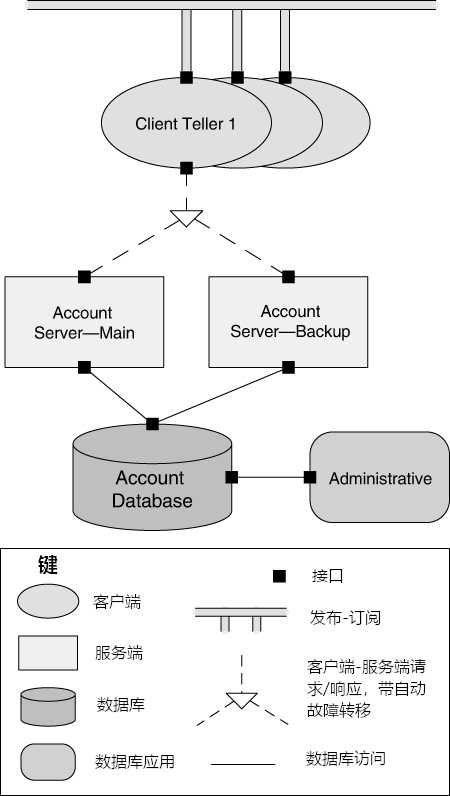 Client Teller 1
Account
Server—Main
Account
Server—Backup
Account
Database
Administrative
键
客户端
服务端
数据库
数据库应用
接口
发布-订阅
客户端-服务端请
求/响应，带自动
故障转移
数据库访问